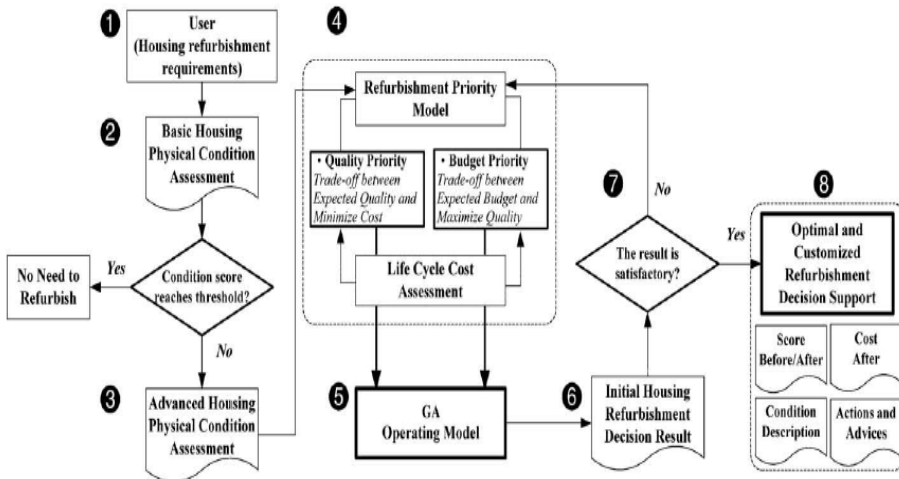 1
User
(Housing refurbishment
requirements)
2
Basic Housing
Physical Condition
Assessment
Condition score
reaches threshold?
Yes
No Need to
Refurbish
No
3
Advanced Housing
Physical Condition
Assessment
4
Refurbishment Priority
Model
• Quality Priority
Trade-off between
Expected Quality and
Minimize Cost
• Budget Priority
Trade-off between
Expected Budget and
Maximize Quality
Life Cycle Cost
Assessment
5
GA
Operating Model
6
Initial Housing
Refurbishment
Decision Result
7
No
The result is
satisfactory?
Yes
8
Optimal and
Customized
Refurbishment
Decision Support
Score
Before/After
Cost
After
Condition
Description
Actions and
Advices